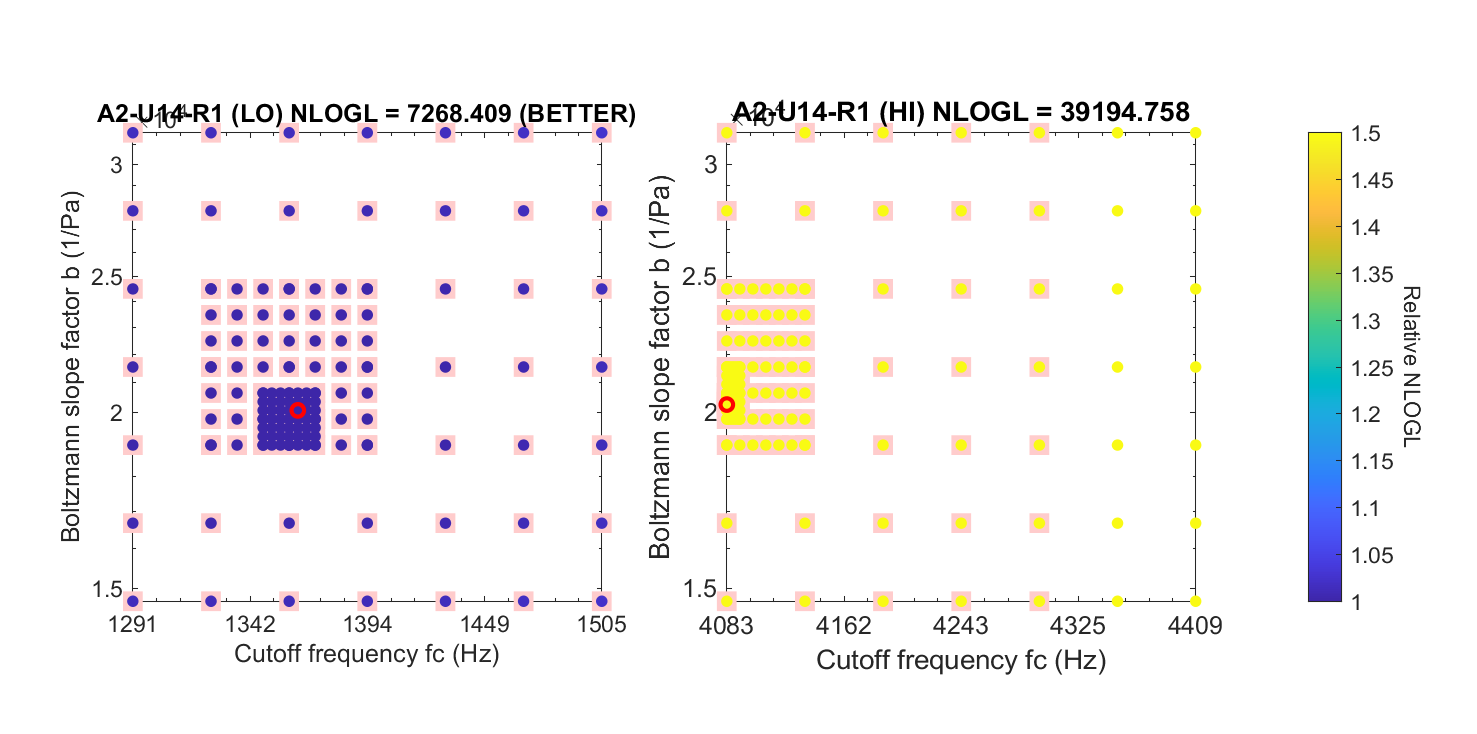 A2-U14-R1 (LO) NLOGL = 7268.409 (BETTER)
×10⁴
3
2.5
2
1.5
Boltzmann slope factor b (1/Pa)
1291 1342 1394 1449 1505
Cutoff frequency fc (Hz)
A2-U14-R1 (HI) NLOGL = 39194.758
×10⁴
3
2.5
2
1.5
Boltzmann slope factor b (1/Pa)
4083 4162 4243 4325 4409
Cutoff frequency fc (Hz)
1.5
1.45
1.4
1.35
1.3
1.25
1.2
1.15
1.1
1.05
1
Relative NLOGL